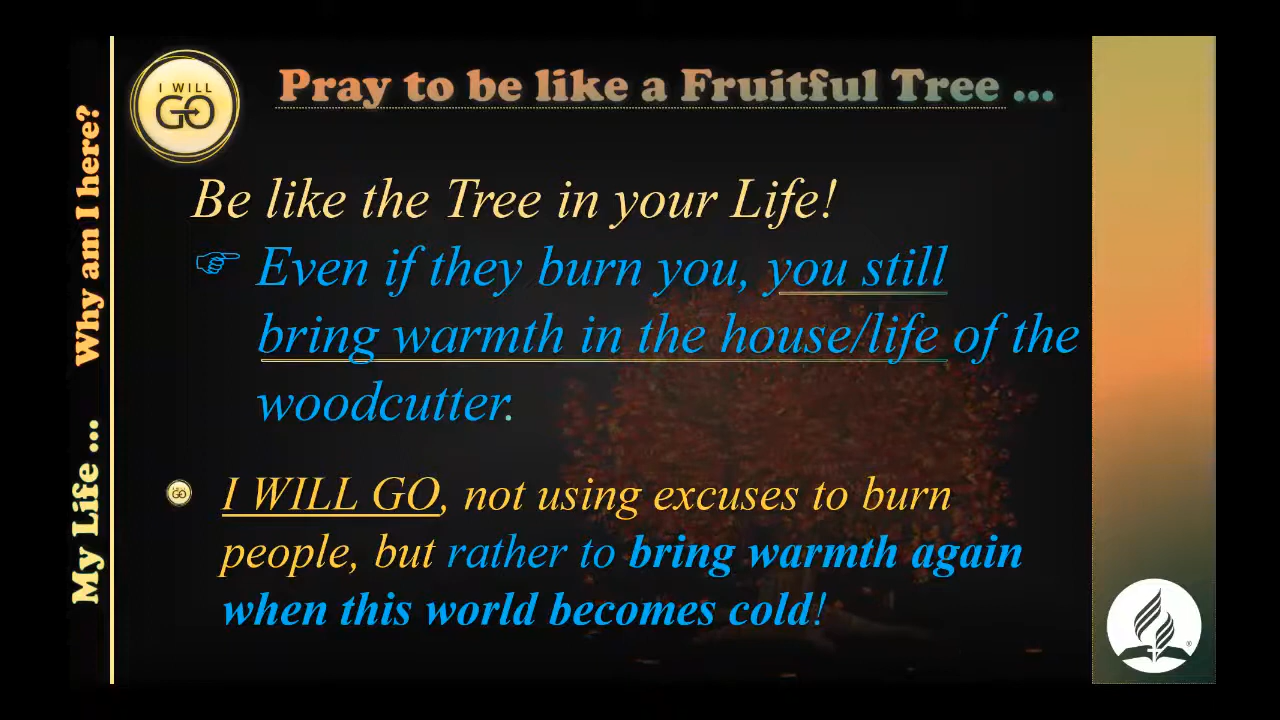 I WILL
GO
Pray to be like a Fruitful Tree ...
My Life ... Why am I here?
Be like the Tree in your Life!
☞ Even if they burn you, you still
bring warmth in the house/life of the
woodcutter.
I WILL GO, not using excuses to burn
people, but rather to bring warmth again
when this world becomes cold!
®